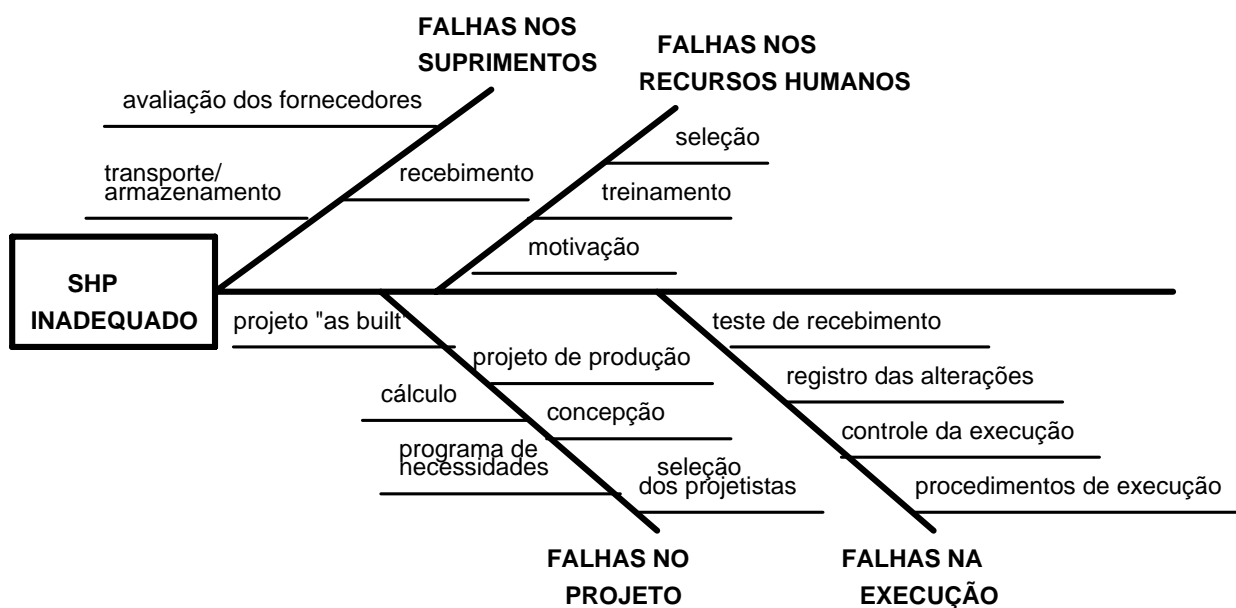 FALHAS NOS
SUPRIMENTOS
FALHAS NOS
RECURSOS HUMANOS
avaliação dos fornecedores
seleção
transporte/
armazenamento
recebimento
treinamento
motivação
SHP
INADEQUADO
projeto "as built"
teste de recebimento
projeto de produção
registro das alterações
cálculo
concepção
controle da execução
programa de
necessidades
seleção
dos projetistas
procedimentos de execução
FALHAS NO
PROJETO
FALHAS NA
EXECUÇÃO